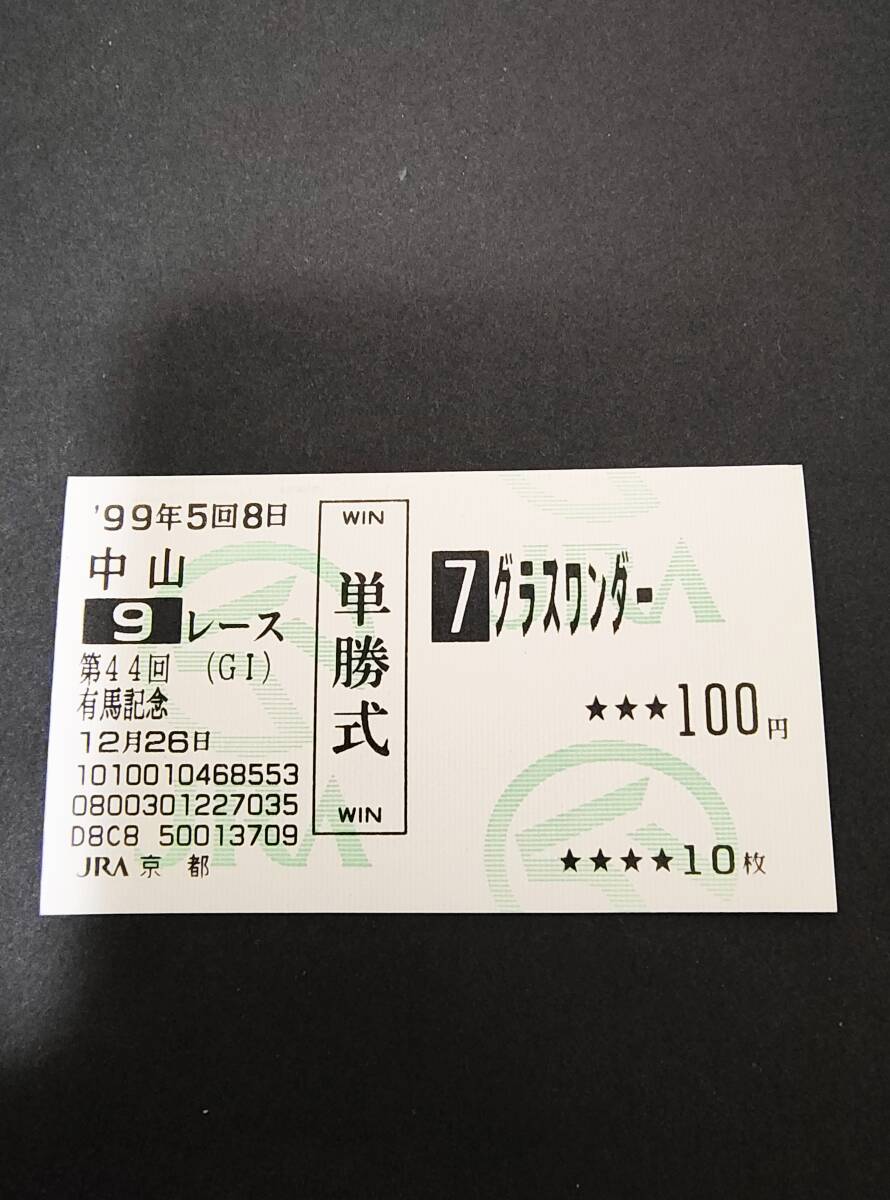 '99年5回8日
中山
9レース
第44回 (GI)
有馬記念
12月26日
1010010468553
0800301227035
D8C8 50013709
JRA 京都
WIN
単勝式
WIN
7グラスワンダー
★★★100円
★★★★10枚
JRA
JRA